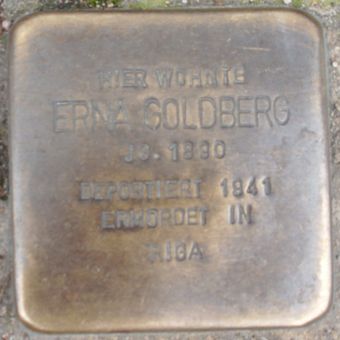 HIER WOHNTE
ERNA GOLDBERG
JG. 1890
DEPORTIERT 1941
ERMORDET IN
RIGA